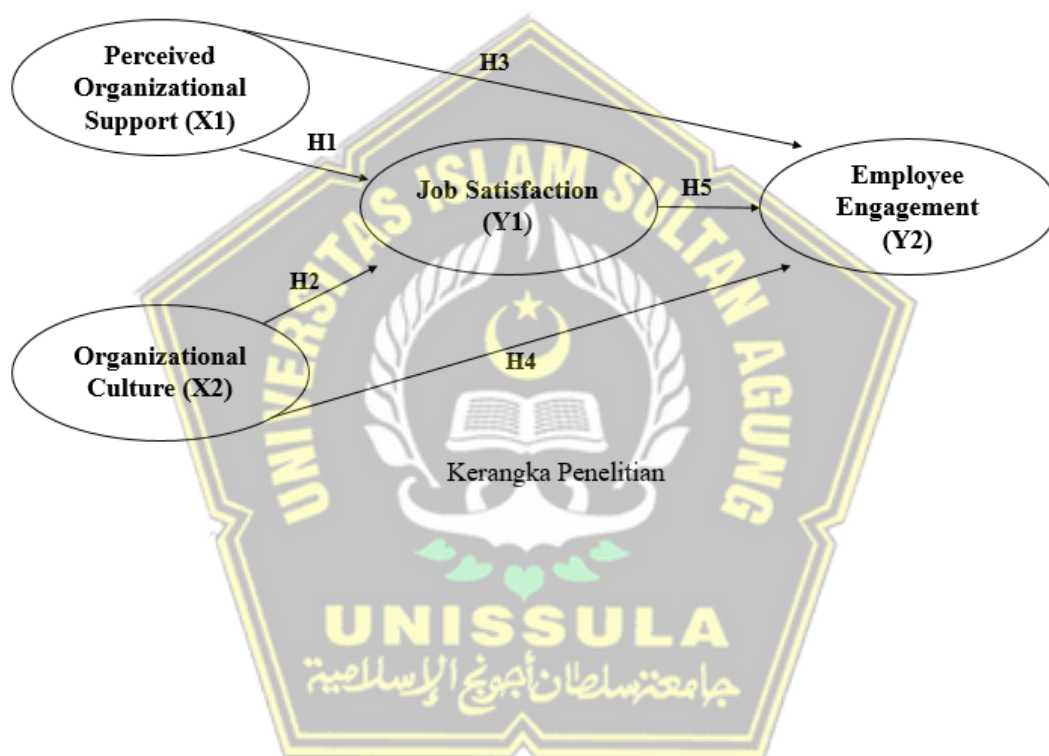 Perceived
Organizational
Support (X1)
H3
H1
Job Satisfaction
(Y1)
H5
Employee
Engagement
(Y2)
H2
Organizational
Culture (X2)
H4
Kerangka Penelitian
UNIVERSITAS ISLAM SULTAN AGUNG
UNISSULA
جامعة سلطان أجونج الإسلامية